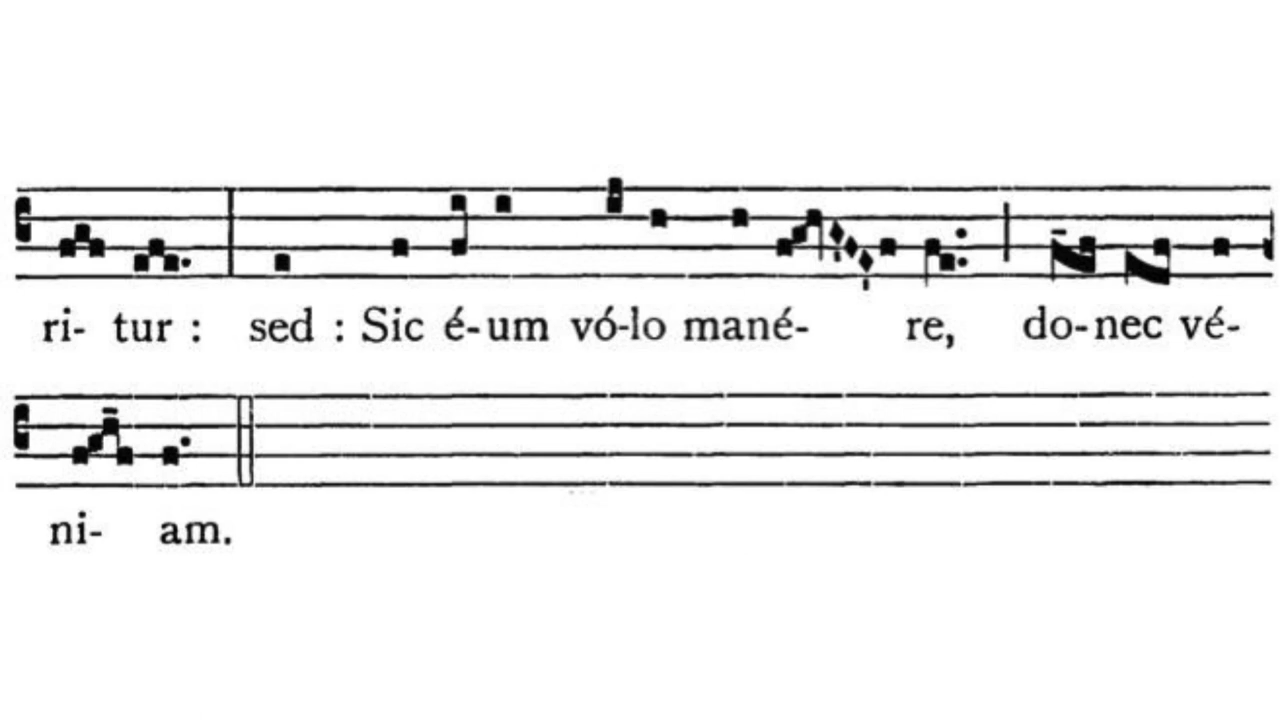 ri- tur : sed : Sic é-um vó-lo mané- re, do-nec vé-
ni- am.